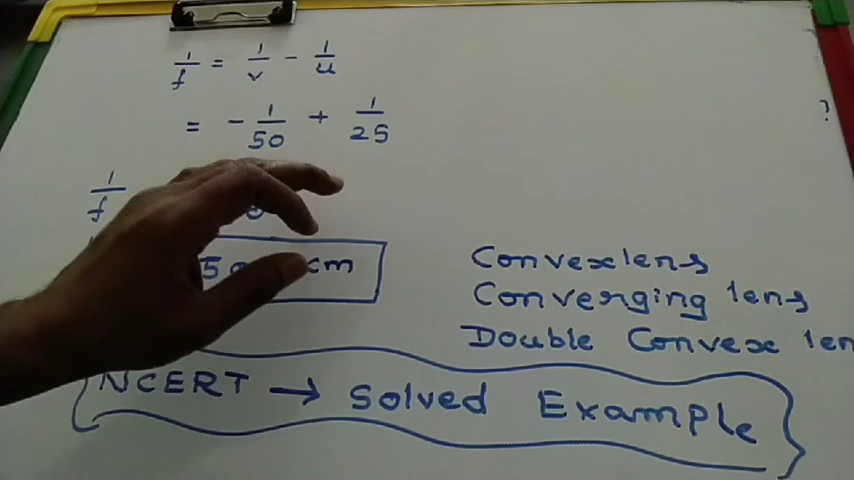 1/f = 1/v - 1/u
= - 1/50 + 1/25
1/f
cm
Convex lens
Converging lens
Double Convex len
NCERT → Solved Example
?